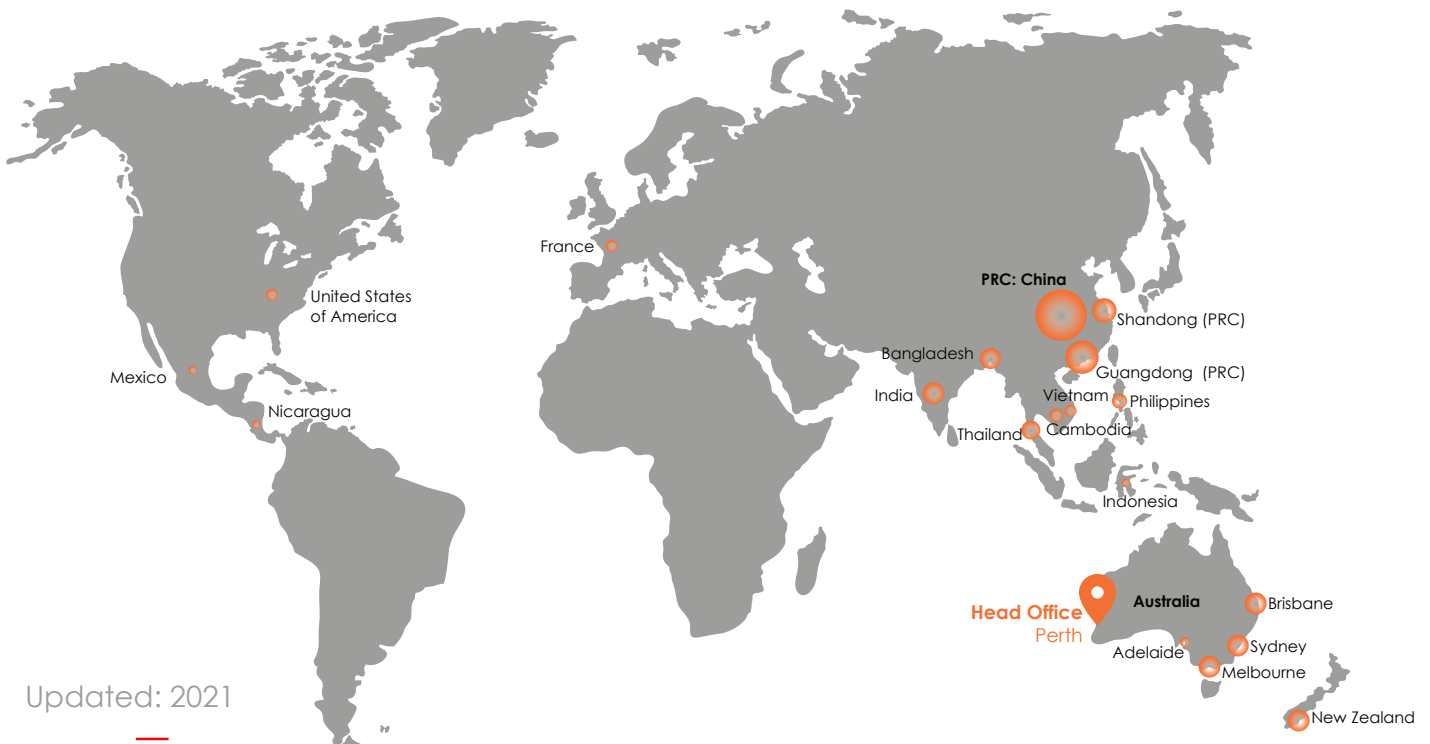 France
PRC: China
United States
of America
Shandong (PRC)
Bangladesh
Guangdong (PRC)
Mexico
India
Vietnam
Philippines
Nicaragua
Thailand
Cambodia
Indonesia
Australia
Head Office
Perth
Brisbane
Adelaide
Sydney
Melbourne
Updated: 2021
New Zealand